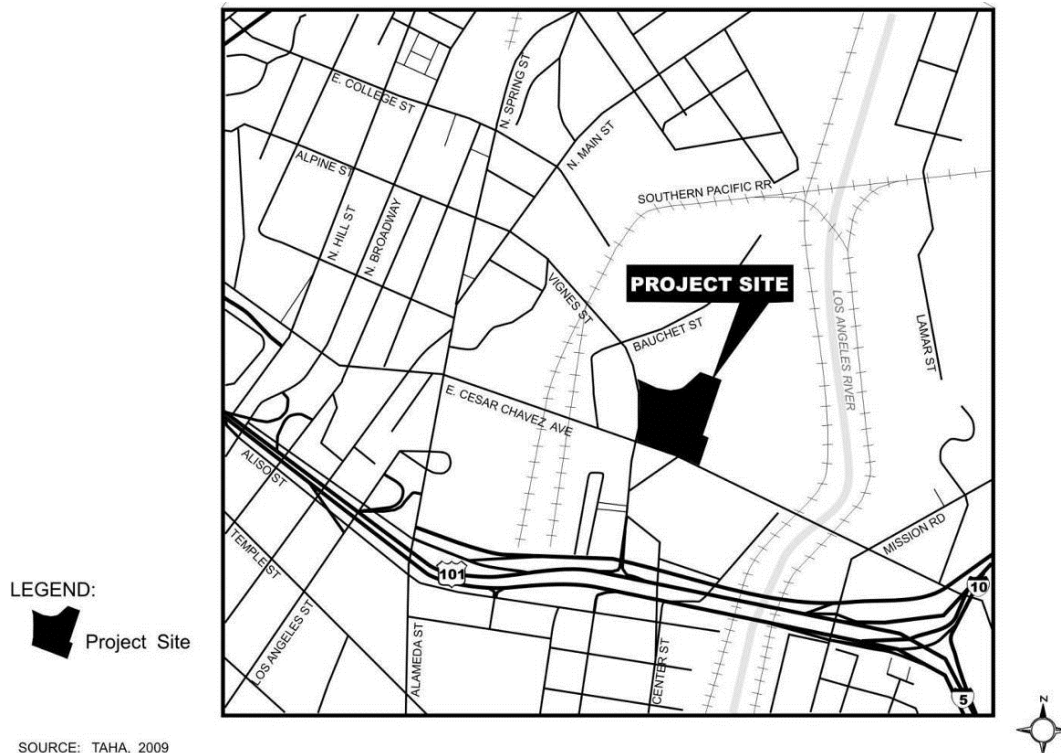 E. COLLEGE ST
N. SPRING ST
N. MAIN ST
ALPINE ST
SOUTHERN PACIFIC RR
N. HILL ST
N. BROADWAY
VIGNES ST
PROJECT SITE
BAUCHET ST
LOS ANGELES RIVER
LAMAR ST
E. CESAR CHAVEZ AVE
ALISO ST
MISSION RD
TEMPLE ST
101
10
LEGEND:
Project Site
LOS ANGELES ST
ALAMEDA ST
CENTER ST
5
N
SOURCE: TAHA, 2009